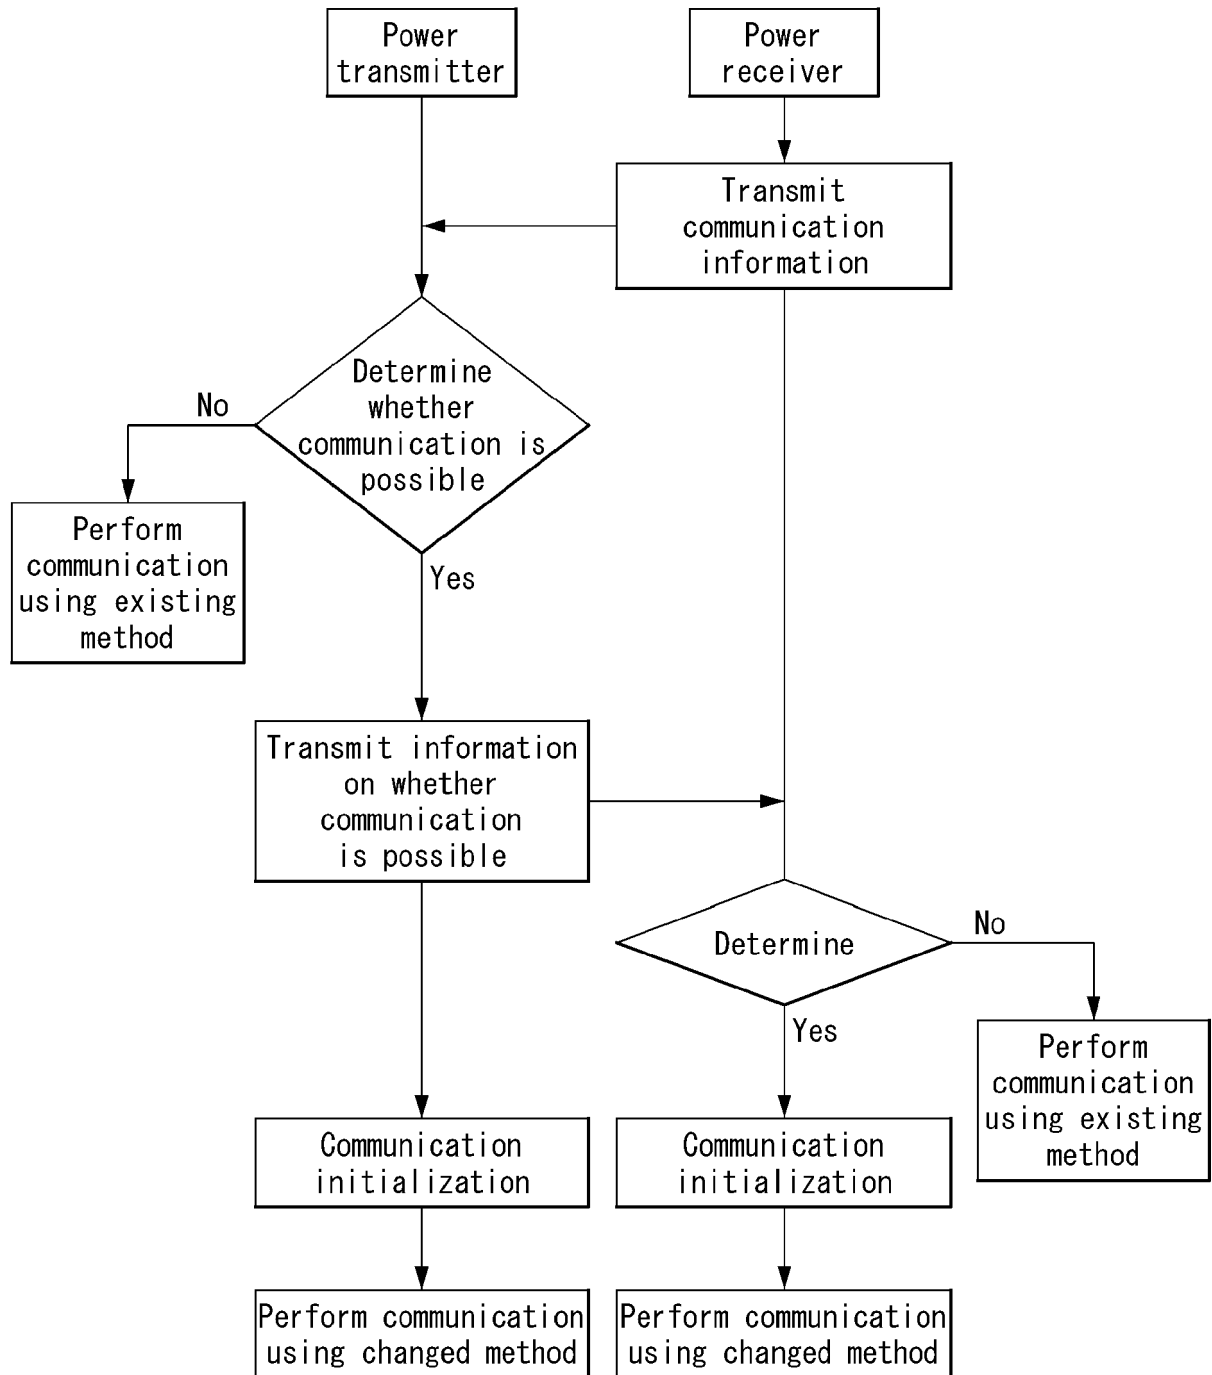 Power
transmitter
Power
receiver
Transmit
communication
information
Determine
whether
communication is
possible
No
Perform
communication
using existing
method
Yes
Transmit information
on whether
communication
is possible
Determine
No
Yes
Perform
communication
using existing
method
Communication
initialization
Communication
initialization
Perform communication
using changed method
Perform communication
using changed method